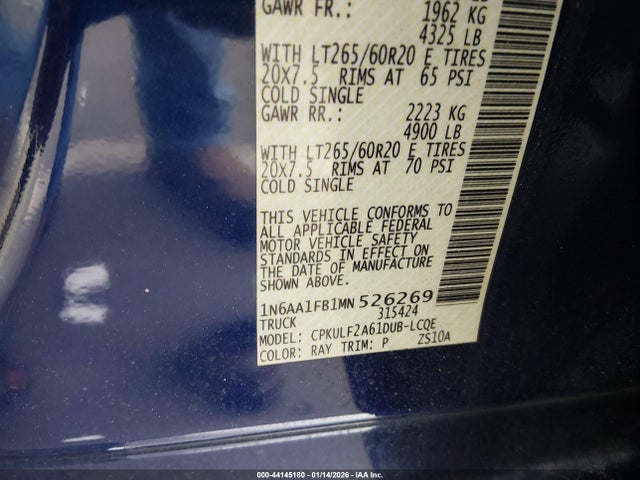 GAWR FR.:
1962 KG
4325 LB
WITH LT265/60R20 E TIRES
20X7.5 RIMS AT 65 PSI
COLD SINGLE
GAWR RR.: 2223 KG
4900 LB
WITH LT265/60R20 E TIRES
20X7.5 RIMS AT 70 PSI
COLD SINGLE
THIS VEHICLE CONFORMS TO
ALL APPLICABLE FEDERAL
MOTOR VEHICLE SAFETY
STANDARDS IN EFFECT ON
THE DATE OF MANUFACTURE
SHOWN ABOVE.
1N6AA1FB1MN 526269
TRUCK 315424
MODEL: CPKULF2A61DUB-LCQE
COLOR: RAY TRIM: P ZS10A
000-44145180 - 01/14/2026 - IAA Inc.